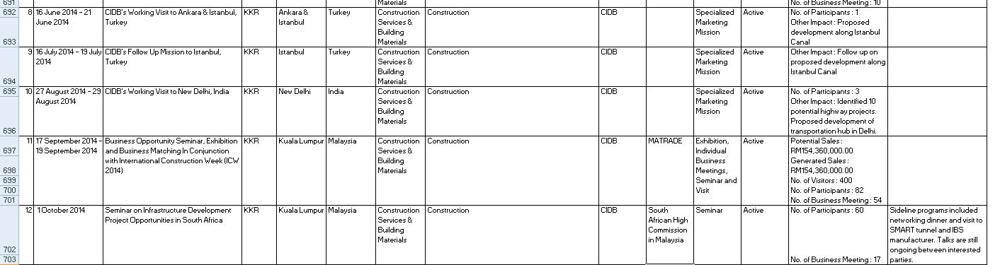 691 Materials No. of Business Meeting : 10
692 8 16 June 2014 - 21 CIDB's Working Visit to Ankara & Istanbul, KKR Ankara & Turkey Construction Construction CIDB Specialized Active No. of Participants : 1
June 2014 Turkey Istanbul Services & Marketing Other Impact : Proposed
Building Mission development along Istanbul
693 Materials Canal
9 16 July 2014 - 19 July CIDB's Follow Up Mission to Istanbul, KKR Istanbul Turkey Construction Construction CIDB Specialized Active Other Impact : Follow up on
2014 Turkey Services & Marketing proposed development along
Building Mission Istanbul Canal
694 Materials
695 10 27 August 2014 - 29 CIDB's Working Visit to New Delhi, India KKR New Delhi India Construction Construction CIDB Specialized Active No. of Participants : 3
August 2014 Services & Marketing Other Impact : Identified 10
Building Mission potential highway projects.
Materials Proposed development of
696 transportation hub in Delhi.
11 17 September 2014 - Business Opportunity Seminar, Exhibition KKR Kuala Lumpur Malaysia Construction Construction CIDB MATRADE Exhibition, Active Potential Sales :
697 19 September 2014 and Business Matching In Conjunction Services & Individual RM154,360,000.00
with International Construction Week (ICW Building Business Generated Sales :
698 2014) Materials Meetings, RM154,360,000.00
699 Seminar and No. of Visitors : 400
700 Visit No. of Participants : 82
701 No. of Business Meeting : 54
12 1 October 2014 Seminar on Infrastructure Development KKR Kuala Lumpur Malaysia Construction Construction CIDB South Seminar Active No. of Participants : 60 Sideline programs included
Project Opportunities in South Africa Services & African High networking dinner and visit to
Building Commission SMART tunnel and IBS
Materials in Malaysia manufacturer. Talks are still
702 ongoing between interested
703 No. of Business Meeting : 17 parties.